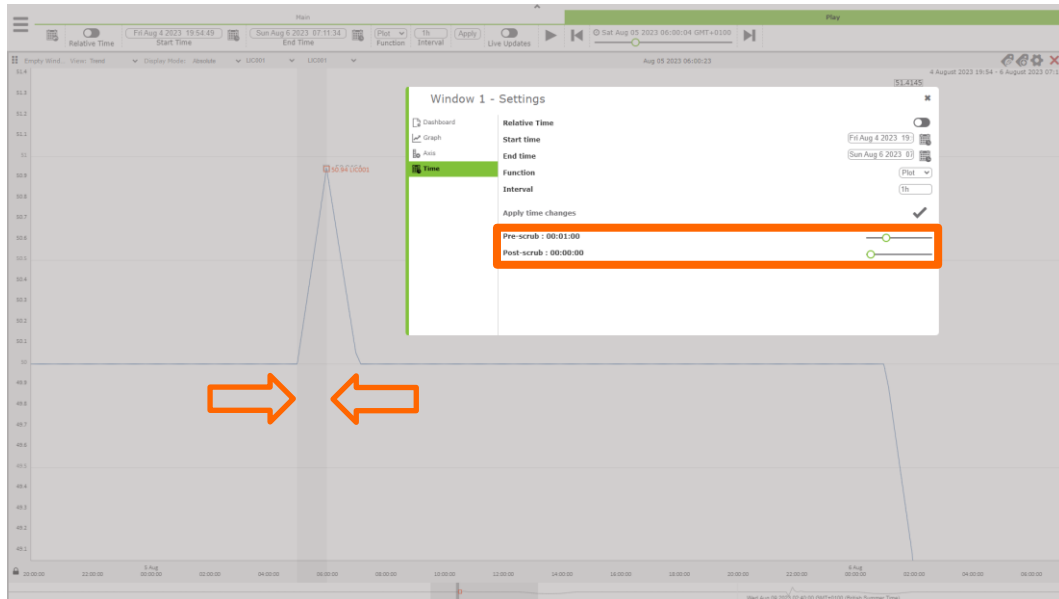 Main
Play
Relative Time
Fri Aug 4 2023 19:54:49
Start Time
Sun Aug 6 2023 07:11:34
End Time
Plot
Function
1h
Interval
Apply
Live Updates
Sat Aug 05 2023 06:00:04 GMT+0100
Empty Wind... View: Trend
Display Mode: Absolute
LIC001
LIC001
Aug 05 2023 06:00:23
4 August 2023 19:54 - 6 August 2023 07:1
51.4145
51.4
51.3
51.2
51.1
51
50.9
50.8
50.7
50.6
50.5
50.4
50.3
50.2
50.1
50
49.9
49.8
49.7
49.6
49.5
49.4
49.3
49.2
49.1
Window 1 - Settings
Dashboard
Graph
Axis
Time
Relative Time
Start time
Fri Aug 4 2023 19:
End time
Sun Aug 6 2023 07
Function
Plot
Interval
1h
Apply time changes
Pre-scrub : 00:01:00
Post-scrub : 00:00:00
20:00:00
22:00:00
5 Aug
00:00:00
02:00:00
04:00:00
06:00:00
08:00:00
10:00:00
12:00:00
14:00:00
16:00:00
18:00:00
20:00:00
22:00:00
6 Aug
00:00:00
02:00:00
04:00:00
06:00:00